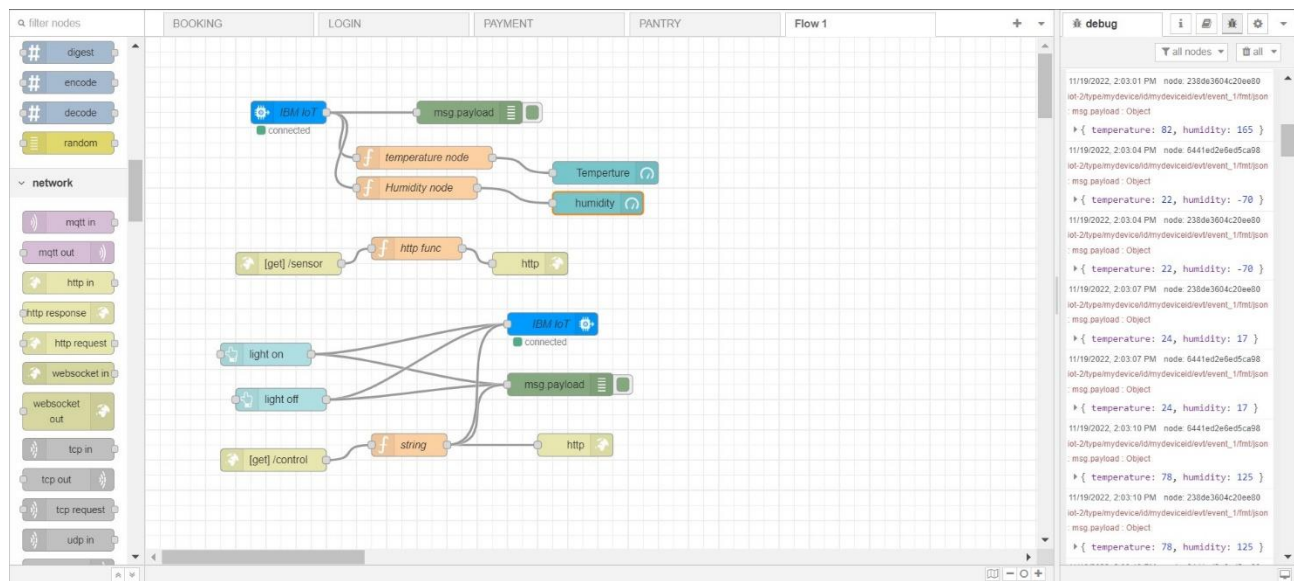 filter nodes
BOOKING
LOGIN
PAYMENT
PANTRY
Flow 1
debug
i
all nodes
all
digest
encode
decode
random
network
mqtt in
mqtt out
http in
http response
http request
websocket in
websocket
out
tcp in
tcp out
tcp request
udp in
IBM IoT
connected
msg.payload
temperature node
Humidity node
Temperture
humidity
[get] /sensor
http func
http
IBM IoT
connected
light on
light off
msg.payload
[get] /control
string
http
11/19/2022, 2:03:01 PM node: 238de3604c20ee80
iot-2/type/mydevice/id/mydeviceid/evt/event_1/fmt/json
: msg.payload : Object
{ temperature: 82, humidity: 165 }
11/19/2022, 2:03:04 PM node: 6441ed2e6ed5ca98
iot-2/type/mydevice/id/mydeviceid/evt/event_1/fmt/json
: msg.payload : Object
{ temperature: 22, humidity: -70 }
11/19/2022, 2:03:04 PM node: 238de3604c20ee80
iot-2/type/mydevice/id/mydeviceid/evt/event_1/fmt/json
: msg.payload : Object
{ temperature: 22, humidity: -70 }
11/19/2022, 2:03:07 PM node: 238de3604c20ee80
iot-2/type/mydevice/id/mydeviceid/evt/event_1/fmt/json
: msg.payload : Object
{ temperature: 24, humidity: 17 }
11/19/2022, 2:03:07 PM node: 6441ed2e6ed5ca98
iot-2/type/mydevice/id/mydeviceid/evt/event_1/fmt/json
: msg.payload : Object
{ temperature: 24, humidity: 17 }
11/19/2022, 2:03:10 PM node: 6441ed2e6ed5ca98
iot-2/type/mydevice/id/mydeviceid/evt/event_1/fmt/json
: msg.payload : Object
{ temperature: 78, humidity: 125 }
11/19/2022, 2:03:10 PM node: 238de3604c20ee80
iot-2/type/mydevice/id/mydeviceid/evt/event_1/fmt/json
: msg.payload : Object
{ temperature: 78, humidity: 125 }